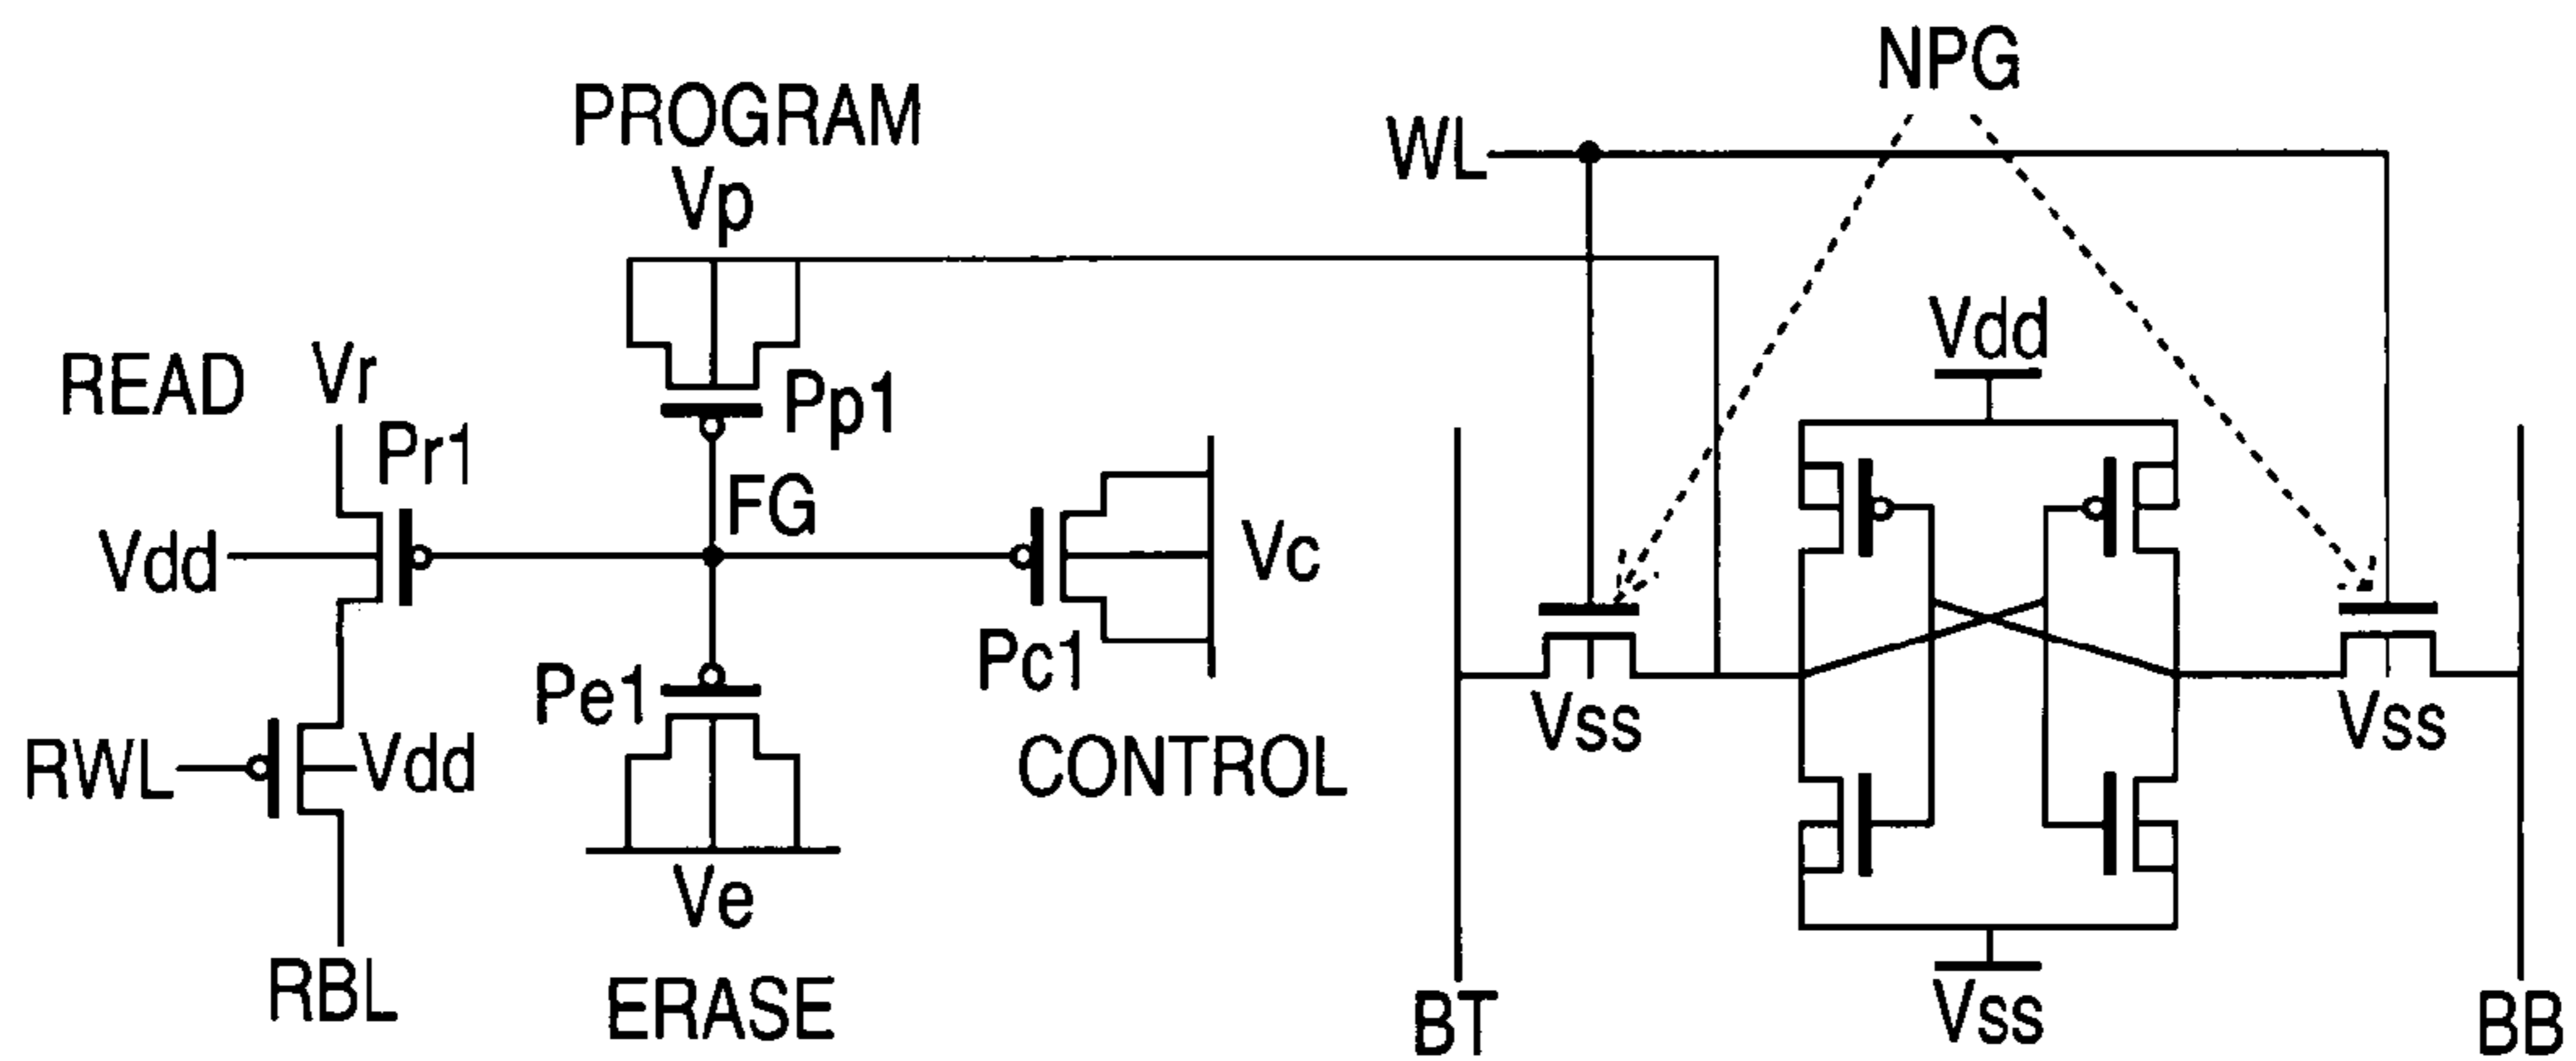 NPG
PROGRAM
WL
Vp
Vdd
READ
Vr
Pp1
Pr1
FG
Vdd
Vc
Pe1
Pc1
Vss
Vss
RWL
Vdd
CONTROL
Ve
RBL
ERASE
BT
Vss
BB